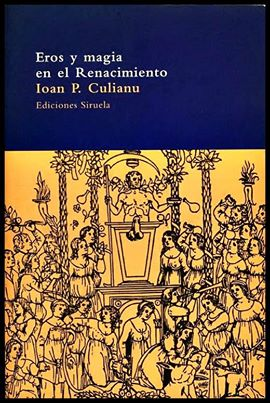 Eros y magia
en el Renacimiento
Ioan P. Culianu
Ediciones Siruela